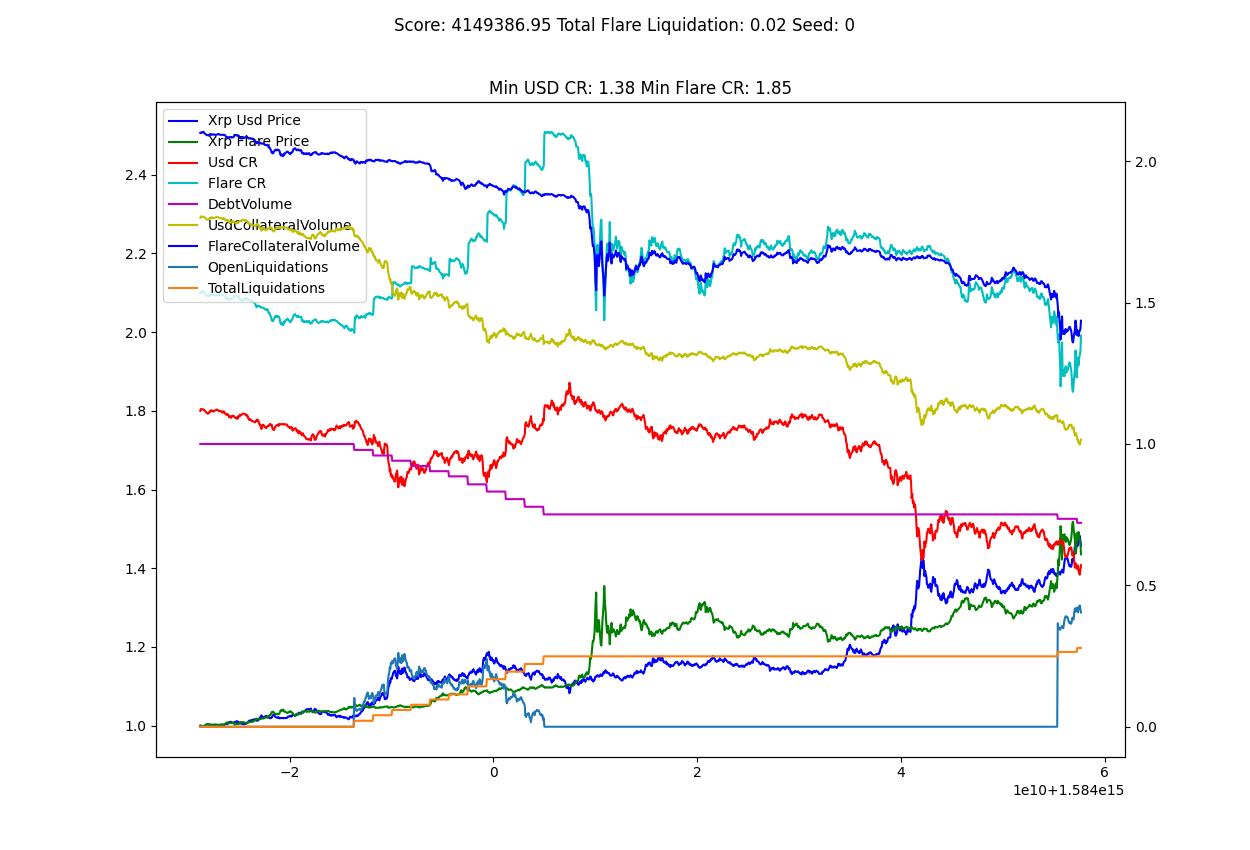 Score: 4149386.95 Total Flare Liquidation: 0.02 Seed: 0
Min USD CR: 1.38 Min Flare CR: 1.85
Xrp Usd Price
Xrp Flare Price
Usd CR
Flare CR
DebtVolume
UsdCollateralVolume
FlareCollateralVolume
OpenLiquidations
TotalLiquidations
2.4
2.2
2.0
1.8
1.6
1.4
1.2
1.0
2.0
1.5
1.0
0.5
0.0
−2
0
2
4
6
1e10+1.584e15